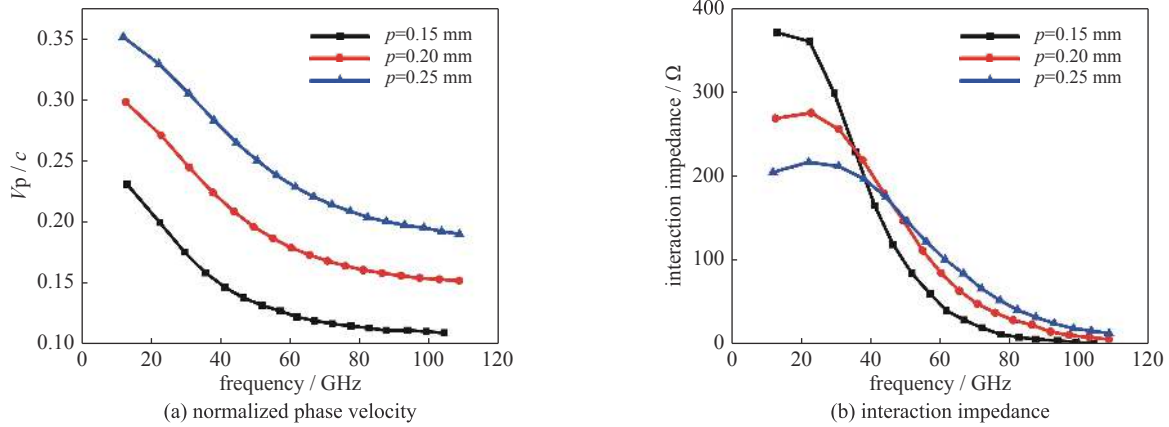 p=0.15 mm
p=0.20 mm
p=0.25 mm
0.35
0.30
0.25
0.20
0.15
0.10
Vp / c
0 20 40 60 80 100 120
frequency / GHz
(a) normalized phase velocity
p=0.15 mm
p=0.20 mm
p=0.25 mm
400
300
200
100
0
interaction impedance / Ω
0 20 40 60 80 100 120
frequency / GHz
(b) interaction impedance